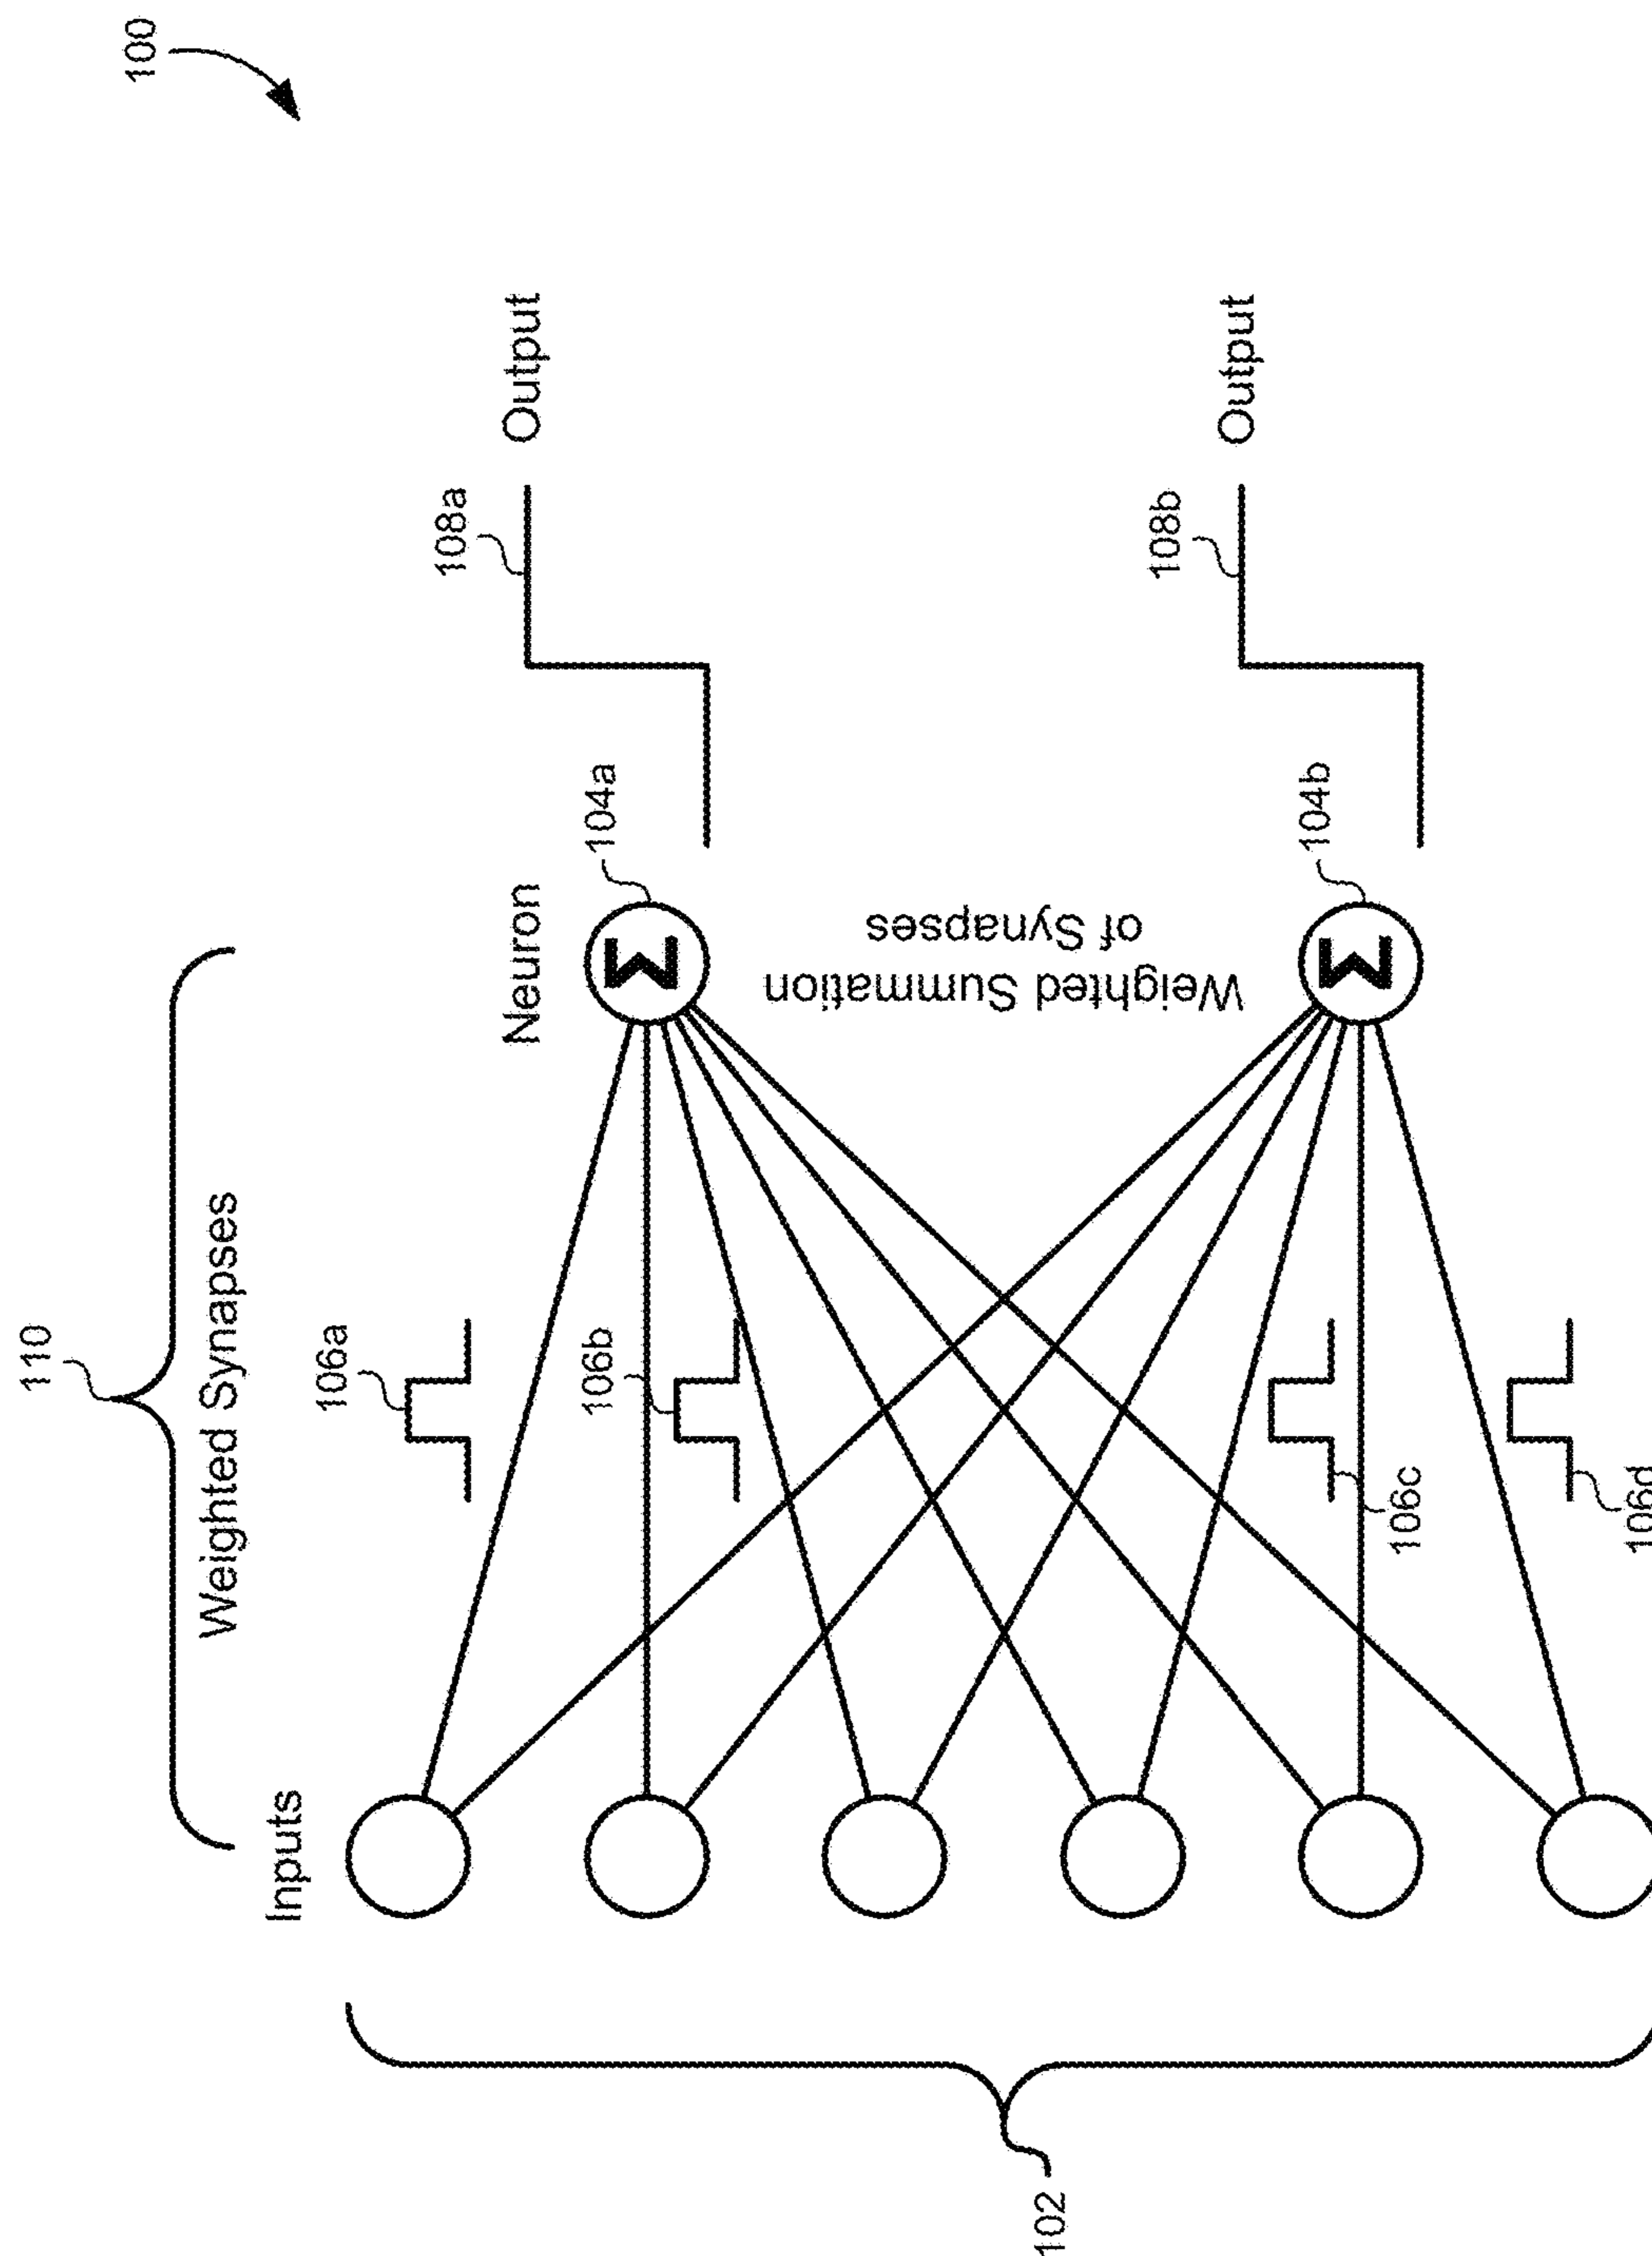 100
110
Weighted Synapses
Inputs
106a
106b
106c
106d
Neuron
104a
Σ
Weighted Summation
of Synapses
104b
Σ
108a
Output
108b
Output
102